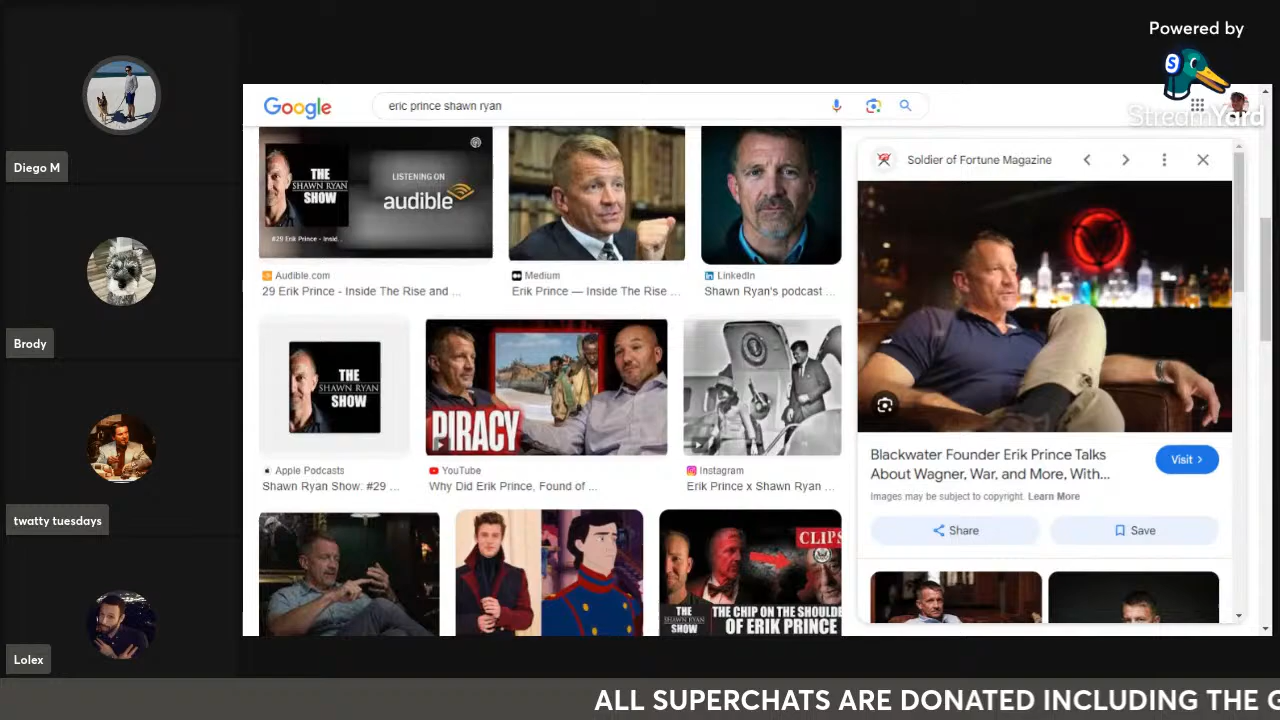 Powered by
StreamYard
Diego M
Brody
twatty tuesdays
Lolex
Google
eric prince shawn ryan
THE
SHAWN RYAN
SHOW
LISTENING ON
audible
#29 Erik Prince - Insid...
Audible.com
29 Erik Prince - Inside The Rise and ...
Medium
Erik Prince — Inside The Rise ...
LinkedIn
Shawn Ryan's podcast ...
THE
SHAWN RYAN
SHOW
Apple Podcasts
Shawn Ryan Show: #29 ...
PIRACY
YouTube
Why Did Erik Prince, Found of ...
Instagram
Erik Prince x Shawn Ryan ...
CLIPS
THE
SHAWN RYAN
SHOW
THE CHIP ON THE SHOULDE
OF ERIK PRINCE
Soldier of Fortune Magazine
Blackwater Founder Erik Prince Talks
About Wagner, War, and More, With...
Visit >
Images may be subject to copyright. Learn More
Share
Save
ALL SUPERCHATS ARE DONATED INCLUDING THE G